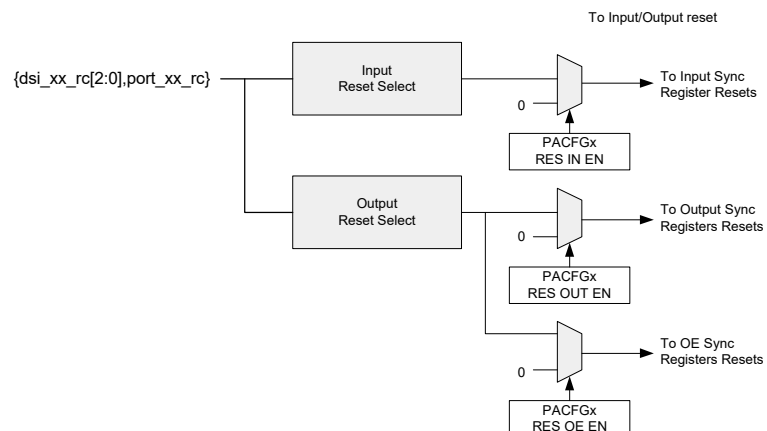 To Input/Output reset
{dsi_xx_rc[2:0],port_xx_rc}
Input
Reset Select
0
To Input Sync
Register Resets
PACFGx
RES IN EN
Output
Reset Select
0
To Output Sync
Registers Resets
PACFGx
RES OUT EN
0
To OE Sync
Registers Resets
PACFGx
RES OE EN